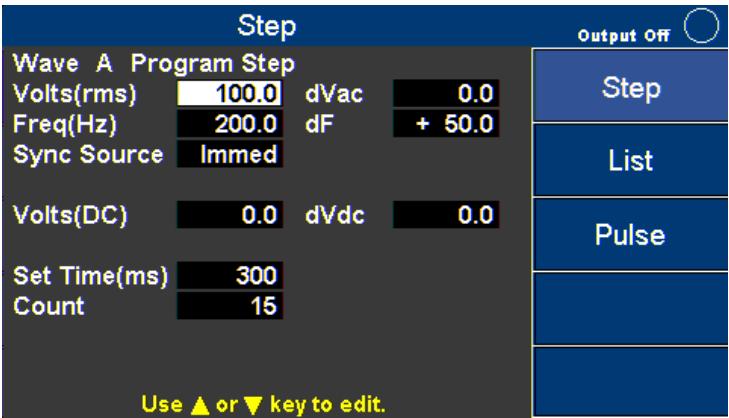 Step
Output Off
Wave A Program Step
Volts(rms) 100.0 dVac 0.0
Freq(Hz) 200.0 dF + 50.0
Sync Source Immed
Volts(DC) 0.0 dVdc 0.0
Set Time(ms) 300
Count 15
Use ▲ or ▼ key to edit.
Step
List
Pulse